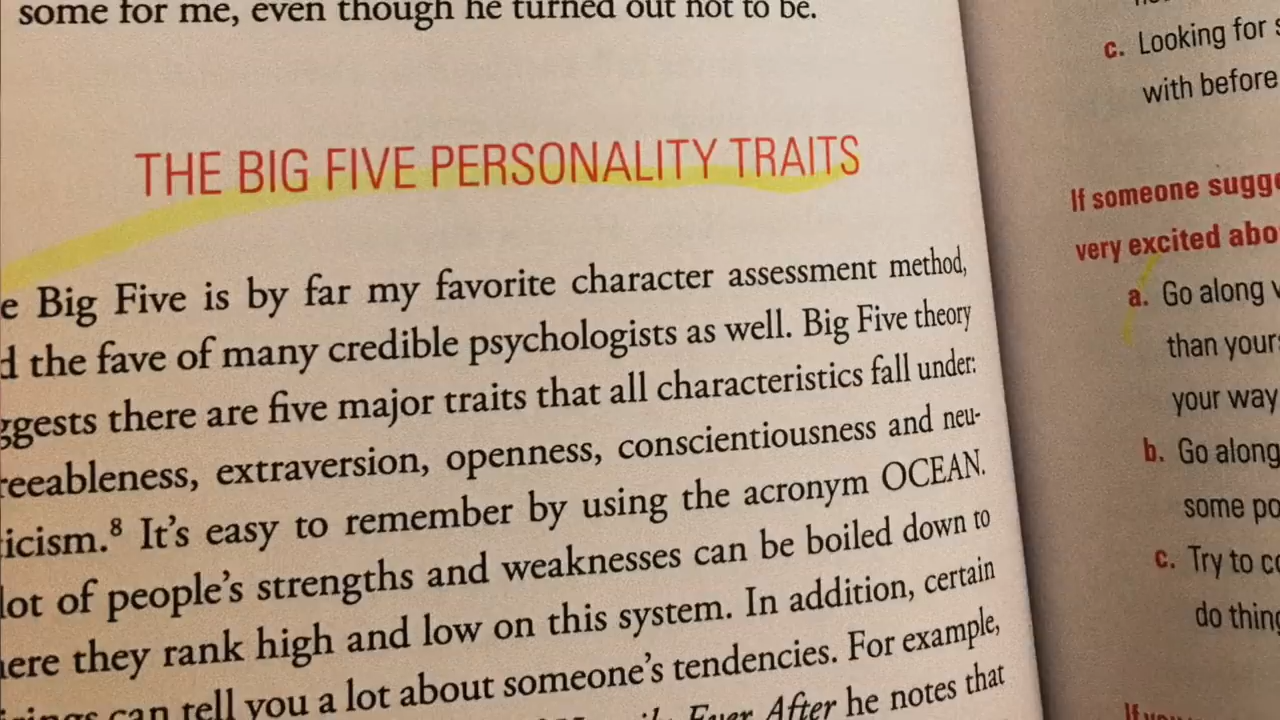 some for me, even though he turned out not to be.
THE BIG FIVE PERSONALITY TRAITS
e Big Five is by far my favorite character assessment method,
d the fave of many credible psychologists as well. Big Five theory
ggests there are five major traits that all characteristics fall under:
reeableness, extraversion, openness, conscientiousness and neu-
icism.⁸ It's easy to remember by using the acronym OCEAN.
lot of people's strengths and weaknesses can be boiled down to
ere they rank high and low on this system. In addition, certain
can tell you a lot about someone's tendencies. For example,
Ever After he notes that
c. Looking for s
with before
If someone sugge
very excited abo
a. Go along
than your
your way
b. Go along
some po
c. Try to co
do thing